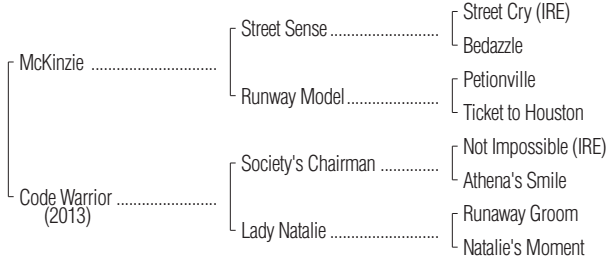 Street Cry (IRE)
Street Sense ........................
Bedazzle
McKinzie ............................
Petionville
Runway Model....................
Ticket to Houston
Not Impossible (IRE)
Society's Chairman .............
Athena's Smile
Code Warrior ......................
(2013)
Runaway Groom
Lady Natalie ........................
Natalie's Moment